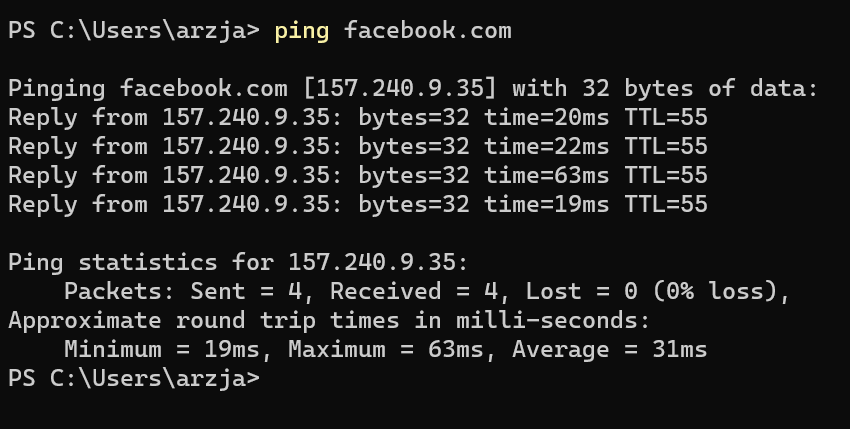 PS C:\Users\arzja> ping facebook.com
Pinging facebook.com [157.240.9.35] with 32 bytes of data:
Reply from 157.240.9.35: bytes=32 time=20ms TTL=55
Reply from 157.240.9.35: bytes=32 time=22ms TTL=55
Reply from 157.240.9.35: bytes=32 time=63ms TTL=55
Reply from 157.240.9.35: bytes=32 time=19ms TTL=55
Ping statistics for 157.240.9.35:
    Packets: Sent = 4, Received = 4, Lost = 0 (0% loss),
Approximate round trip times in milli-seconds:
    Minimum = 19ms, Maximum = 63ms, Average = 31ms
PS C:\Users\arzja>